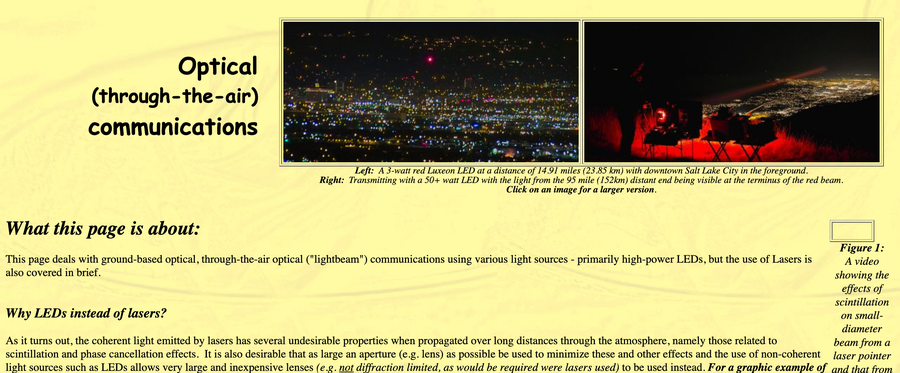 Optical
(through-the-air)
communications
Left: A 3-watt red Luxeon LED at a distance of 14.91 miles (23.85 km) with downtown Salt Lake City in the foreground.
Right: Transmitting with a 50+ watt LED with the light from the 95 mile (152km) distant end being visible at the terminus of the red beam.
Click on an image for a larger version.
What this page is about:
This page deals with ground-based optical, through-the-air optical ("lightbeam") communications using various light sources - primarily high-power LEDs, but the use of Lasers is
also covered in brief.
Why LEDs instead of lasers?
As it turns out, the coherent light emitted by lasers has several undesirable properties when propagated over long distances through the atmosphere, namely those related to
scintillation and phase cancellation effects. It is also desirable that as large an aperture (e.g. lens) as possible be used to minimize these and other effects and the use of non-coherent
light sources such as LEDs allows very large and inexpensive lenses (e.g. not diffraction limited, as would be required were lasers used) to be used instead. For a graphic example of
Figure 1:
A video
showing the
effects of
scintillation
on small-
diameter
beam from a
laser pointer
and that from